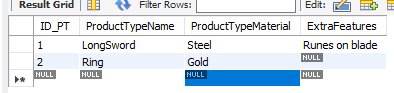 Result Grid Filter Rows: Edit:
ID_PT ProductTypeName ProductTypeMaterial ExtraFeatures
1 LongSword Steel Runes on blade
2 Ring Gold NULL
NULL NULL NULL NULL